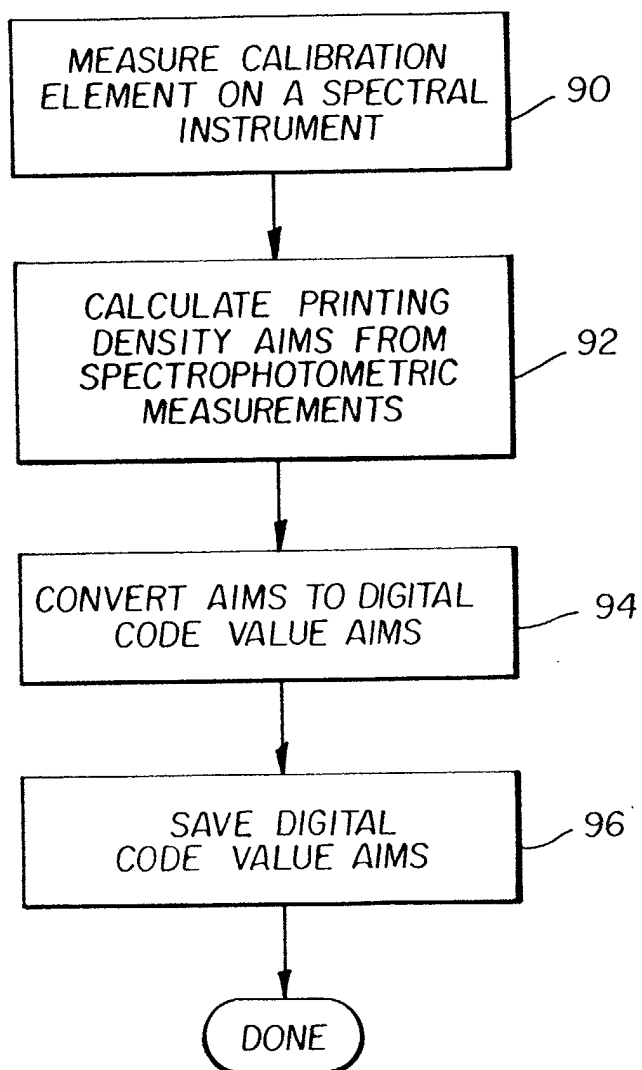 MEASURE CALIBRATION
ELEMENT ON A SPECTRAL
INSTRUMENT
90
CALCULATE PRINTING
DENSITY AIMS FROM
SPECTROPHOTOMETRIC
MEASUREMENTS
92
CONVERT AIMS TO DIGITAL
CODE VALUE AIMS
94
SAVE DIGITAL
CODE VALUE AIMS
96
DONE